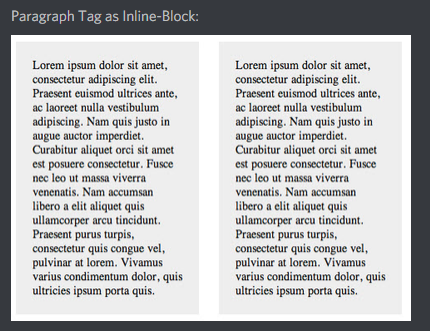 Paragraph Tag as Inline-Block:
Lorem ipsum dolor sit amet,
consectetur adipiscing elit.
Praesent euismod ultrices ante,
ac laoreet nulla vestibulum
adipiscing. Nam quis justo in
augue auctor imperdiet.
Curabitur aliquet orci sit amet
est posuere consectetur. Fusce
nec leo ut massa viverra
venenatis. Nam accumsan
libero a elit aliquet quis
ullamcorper arcu tincidunt.
Praesent purus turpis,
consectetur quis congue vel,
pulvinar at lorem. Vivamus
varius condimentum dolor, quis
ultricies ipsum porta quis.
Lorem ipsum dolor sit amet,
consectetur adipiscing elit.
Praesent euismod ultrices ante,
ac laoreet nulla vestibulum
adipiscing. Nam quis justo in
augue auctor imperdiet.
Curabitur aliquet orci sit amet
est posuere consectetur. Fusce
nec leo ut massa viverra
venenatis. Nam accumsan
libero a elit aliquet quis
ullamcorper arcu tincidunt.
Praesent purus turpis,
consectetur quis congue vel,
pulvinar at lorem. Vivamus
varius condimentum dolor, quis
ultricies ipsum porta quis.